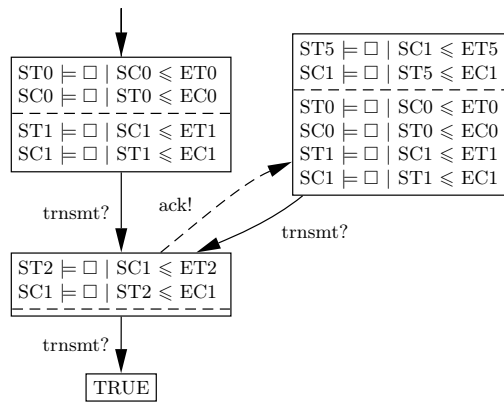 ST0 ⊨ □ | SC0 ⩽ ET0
SC0 ⊨ □ | ST0 ⩽ EC0
ST1 ⊨ □ | SC1 ⩽ ET1
SC1 ⊨ □ | ST1 ⩽ EC1
ST5 ⊨ □ | SC1 ⩽ ET5
SC1 ⊨ □ | ST5 ⩽ EC1
ST0 ⊨ □ | SC0 ⩽ ET0
SC0 ⊨ □ | ST0 ⩽ EC0
ST1 ⊨ □ | SC1 ⩽ ET1
SC1 ⊨ □ | ST1 ⩽ EC1
trnsmt?
ack!
trnsmt?
ST2 ⊨ □ | SC1 ⩽ ET2
SC1 ⊨ □ | ST2 ⩽ EC1
trnsmt?
TRUE